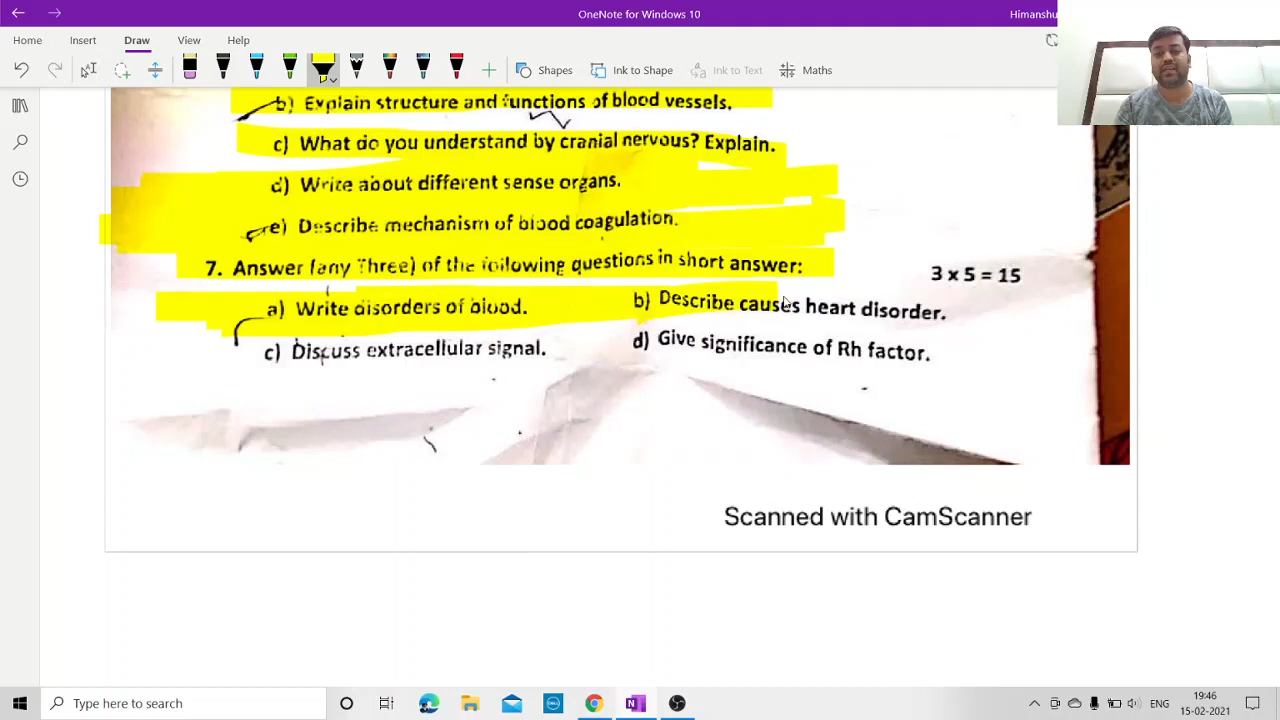 OneNote for Windows 10
Himanshu
Home Insert Draw View Help
Shapes Ink to Shape Ink to Text Maths
b) Explain structure and functions of blood vessels.
c) What do you understand by cranial nervous? Explain.
d) Write about different sense organs.
e) Describe mechanism of blood coagulation.
7. Answer (any Three) of the following questions in short answer:
3 x 5 = 15
a) Write disorders of blood.
b) Describe causes heart disorder.
c) Discuss extracellular signal.
d) Give significance of Rh factor.
Scanned with CamScanner
Type here to search
DELL
N
ENG
19:46
15-02-2021